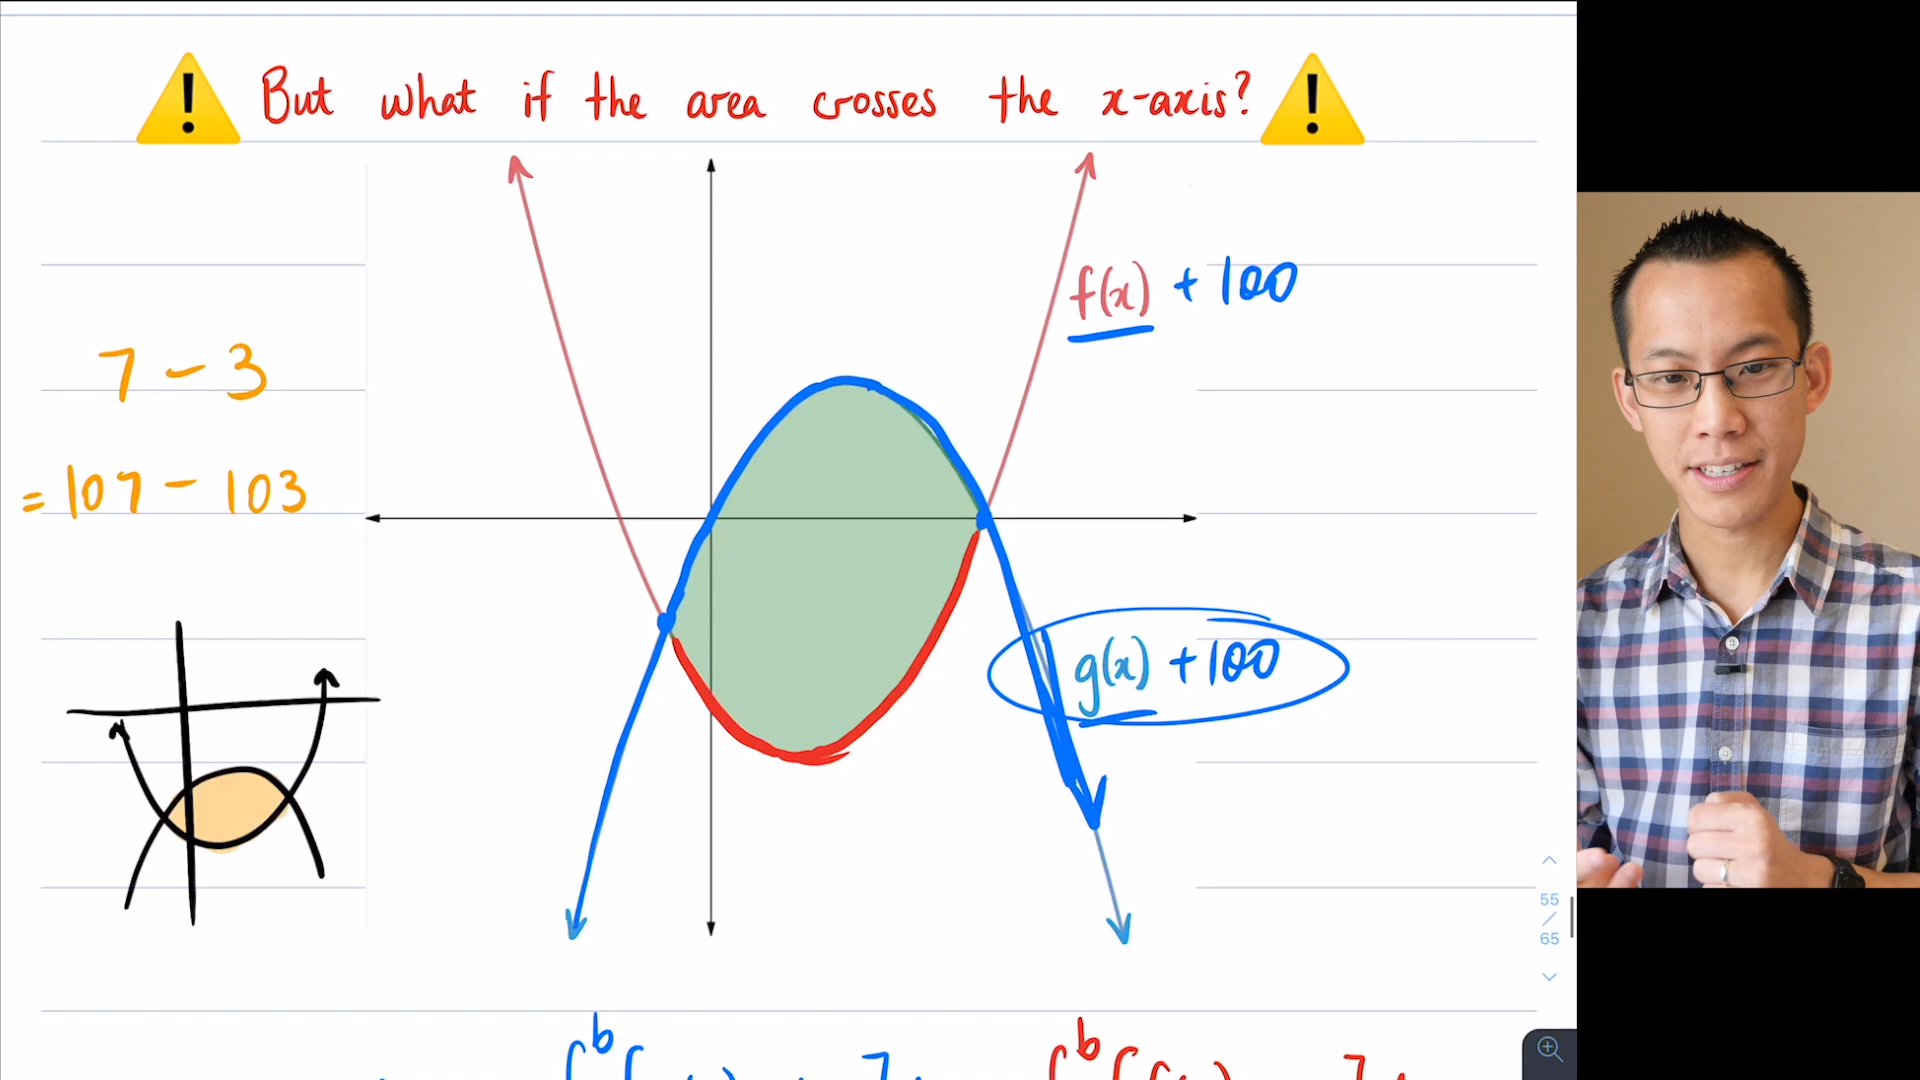 But what if the area crosses the x-axis?
f(x) + 100
7 - 3
= 107 - 103
g(x) + 100
55
/
65
b
b